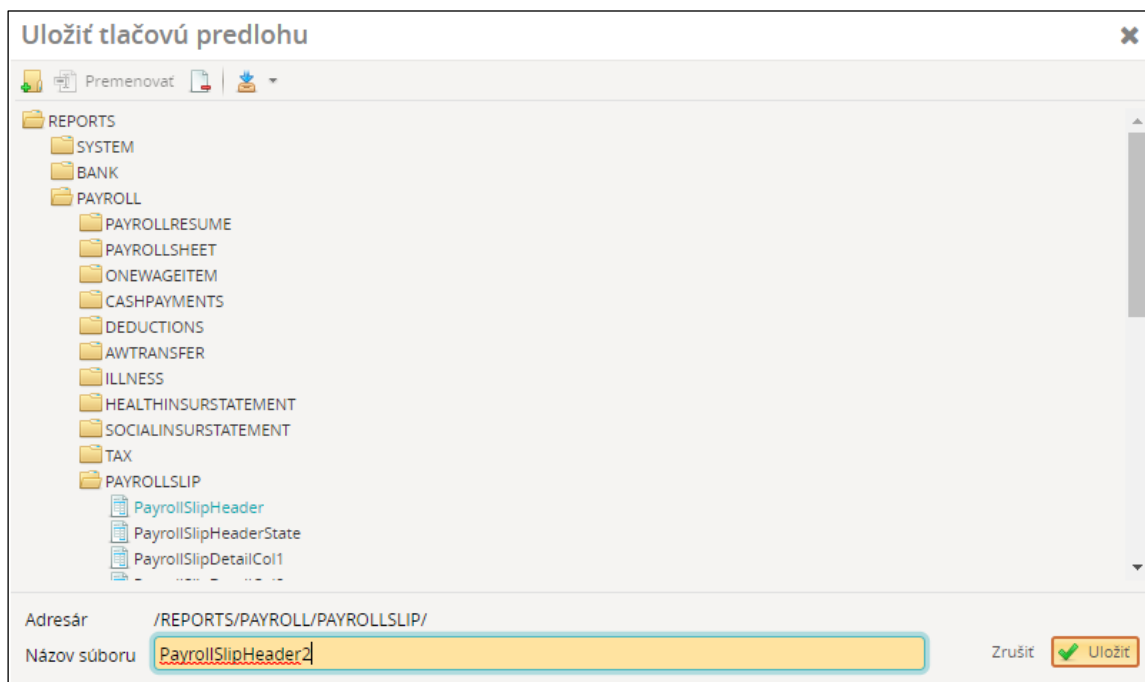 Uložiť tlačovú predlohu
Premenovať
REPORTS
SYSTEM
BANK
PAYROLL
PAYROLLRESUME
PAYROLLSHEET
ONEWAGEITEM
CASHPAYMENTS
DEDUCTIONS
AWTRANSFER
ILLNESS
HEALTHINSURSTATEMENT
SOCIALINSURSTATEMENT
TAX
PAYROLLSLIP
PayrollSlipHeader
PayrollSlipHeaderState
PayrollSlipDetailCol1
Adresár /REPORTS/PAYROLL/PAYROLLSLIP/
Názov súboru PayrollSlipHeader2 Zrušiť Uložiť